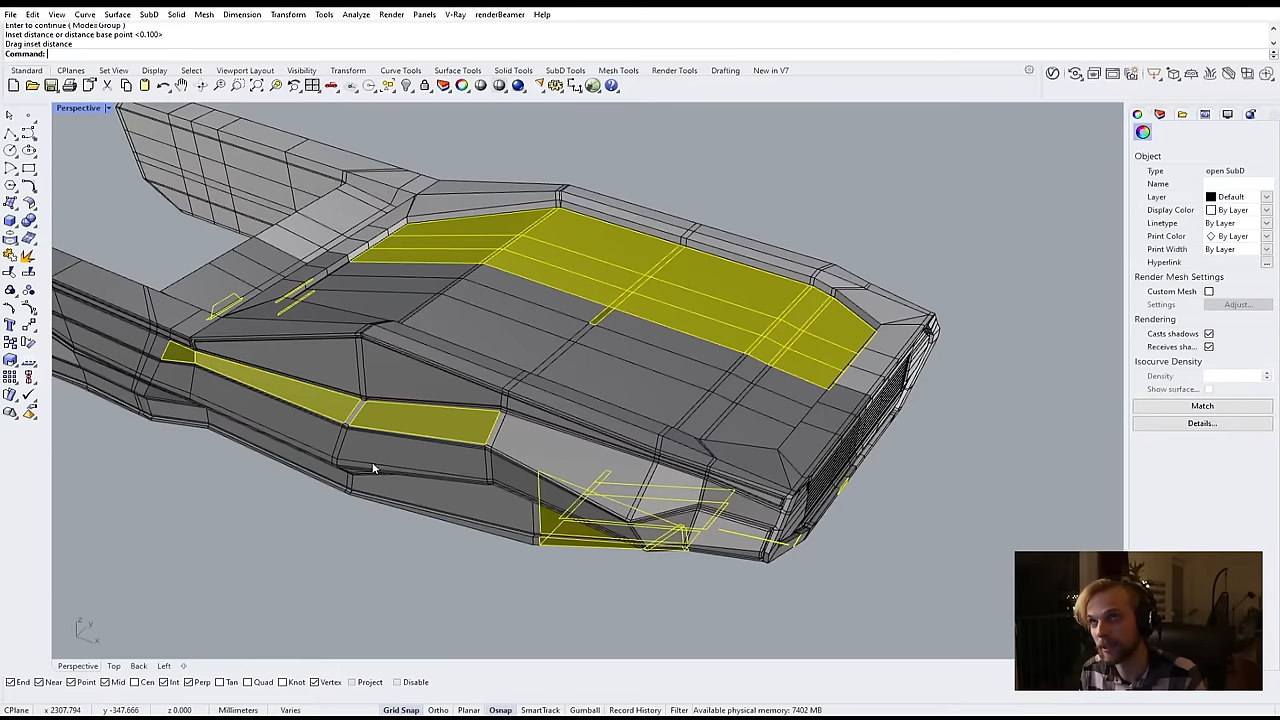 File Edit View Curve Surface SubD Solid Mesh Dimension Transform Tools Analyze Render Panels V-Ray renderBeamer Help
Enter to continue ( Mode=Group )
Inset distance or distance base point <0.100>
Drag inset distance
Command:
Standard CPlanes Set View Display Select Viewport Layout Visibility Transform Curve Tools Surface Tools Solid Tools SubD Tools Mesh Tools Render Tools Drafting New in V7
Perspective
Object
Type open SubD
Name
Layer Default
Display Color By Layer
Linetype By Layer
Print Color By Layer
Print Width By Layer
Hyperlink ...
Render Mesh Settings
Custom Mesh
Settings Adjust...
Rendering
Casts shadows
Receives sha...
Isocurve Density
Density
Show surface...
Match
Details...
z
y
x
Perspective Top Back Left
End Near Point Mid Cen Int Perp Tan Quad Knot Vertex Project Disable
CPlane x 2307.794 y -347.666 z 0.000 Millimeters Varies Grid Snap Ortho Planar Osnap SmartTrack Gumball Record History Filter Available physical memory: 7402 MB